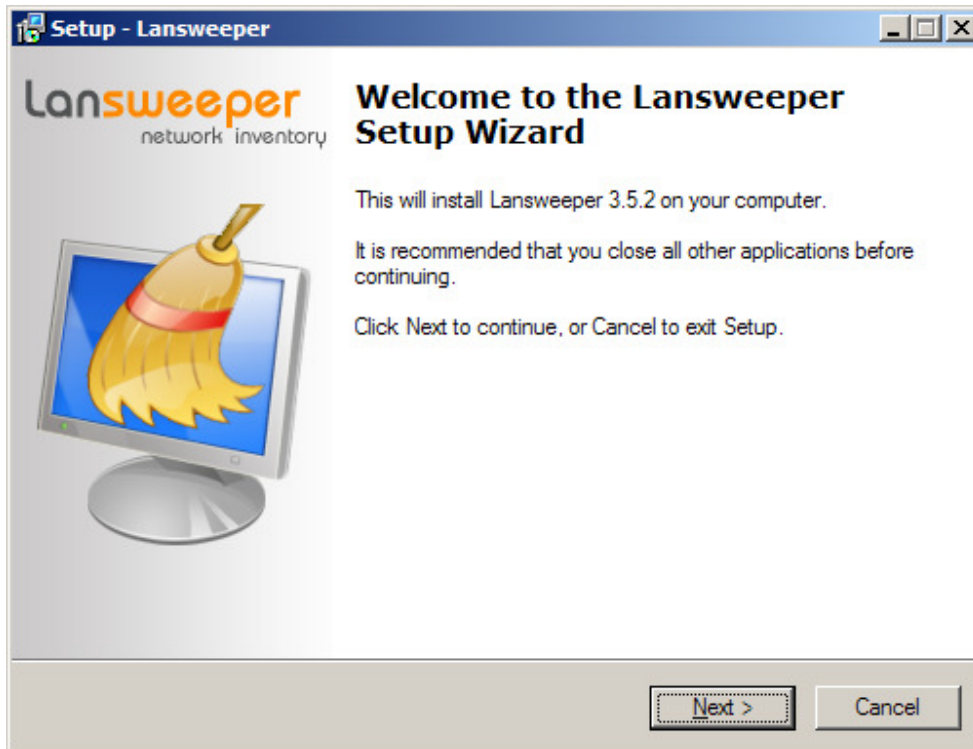 Setup - Lansweeper
Lansweeper
network inventory
Welcome to the Lansweeper
Setup Wizard
This will install Lansweeper 3.5.2 on your computer.
It is recommended that you close all other applications before
continuing.
Click Next to continue, or Cancel to exit Setup.
Next >
Cancel